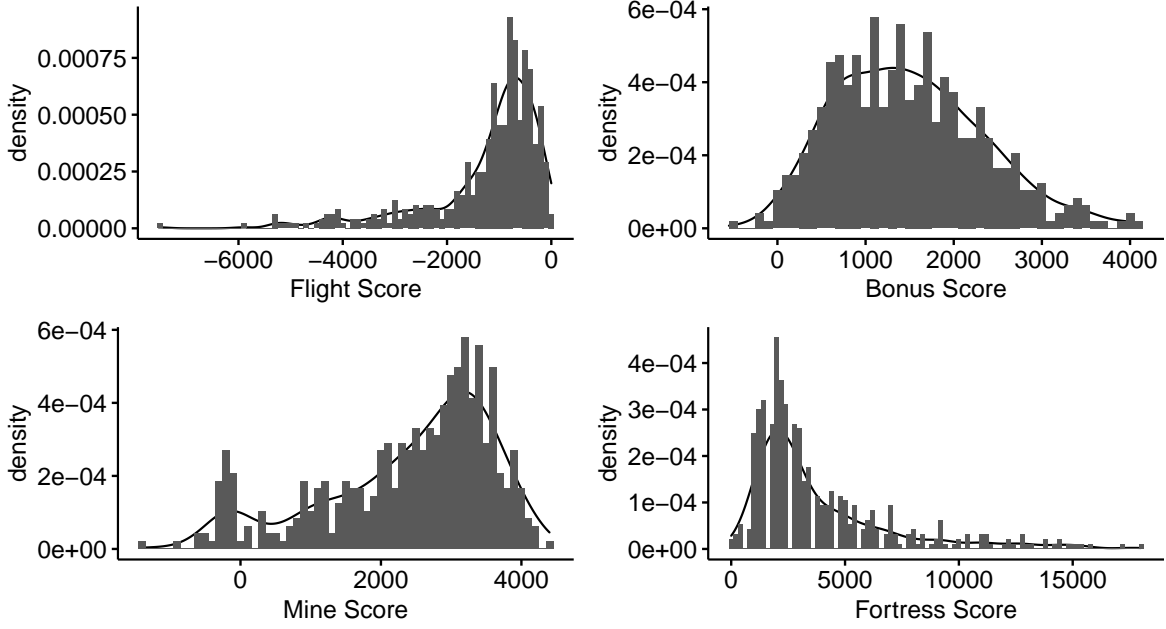 density
0.00075
0.00050
0.00025
0.00000
−6000 −4000 −2000 0
Flight Score
density
6e−04
4e−04
2e−04
0e+00
0 1000 2000 3000 4000
Bonus Score
density
6e−04
4e−04
2e−04
0e+00
0 2000 4000
Mine Score
density
4e−04
3e−04
2e−04
1e−04
0e+00
0 5000 10000 15000
Fortress Score